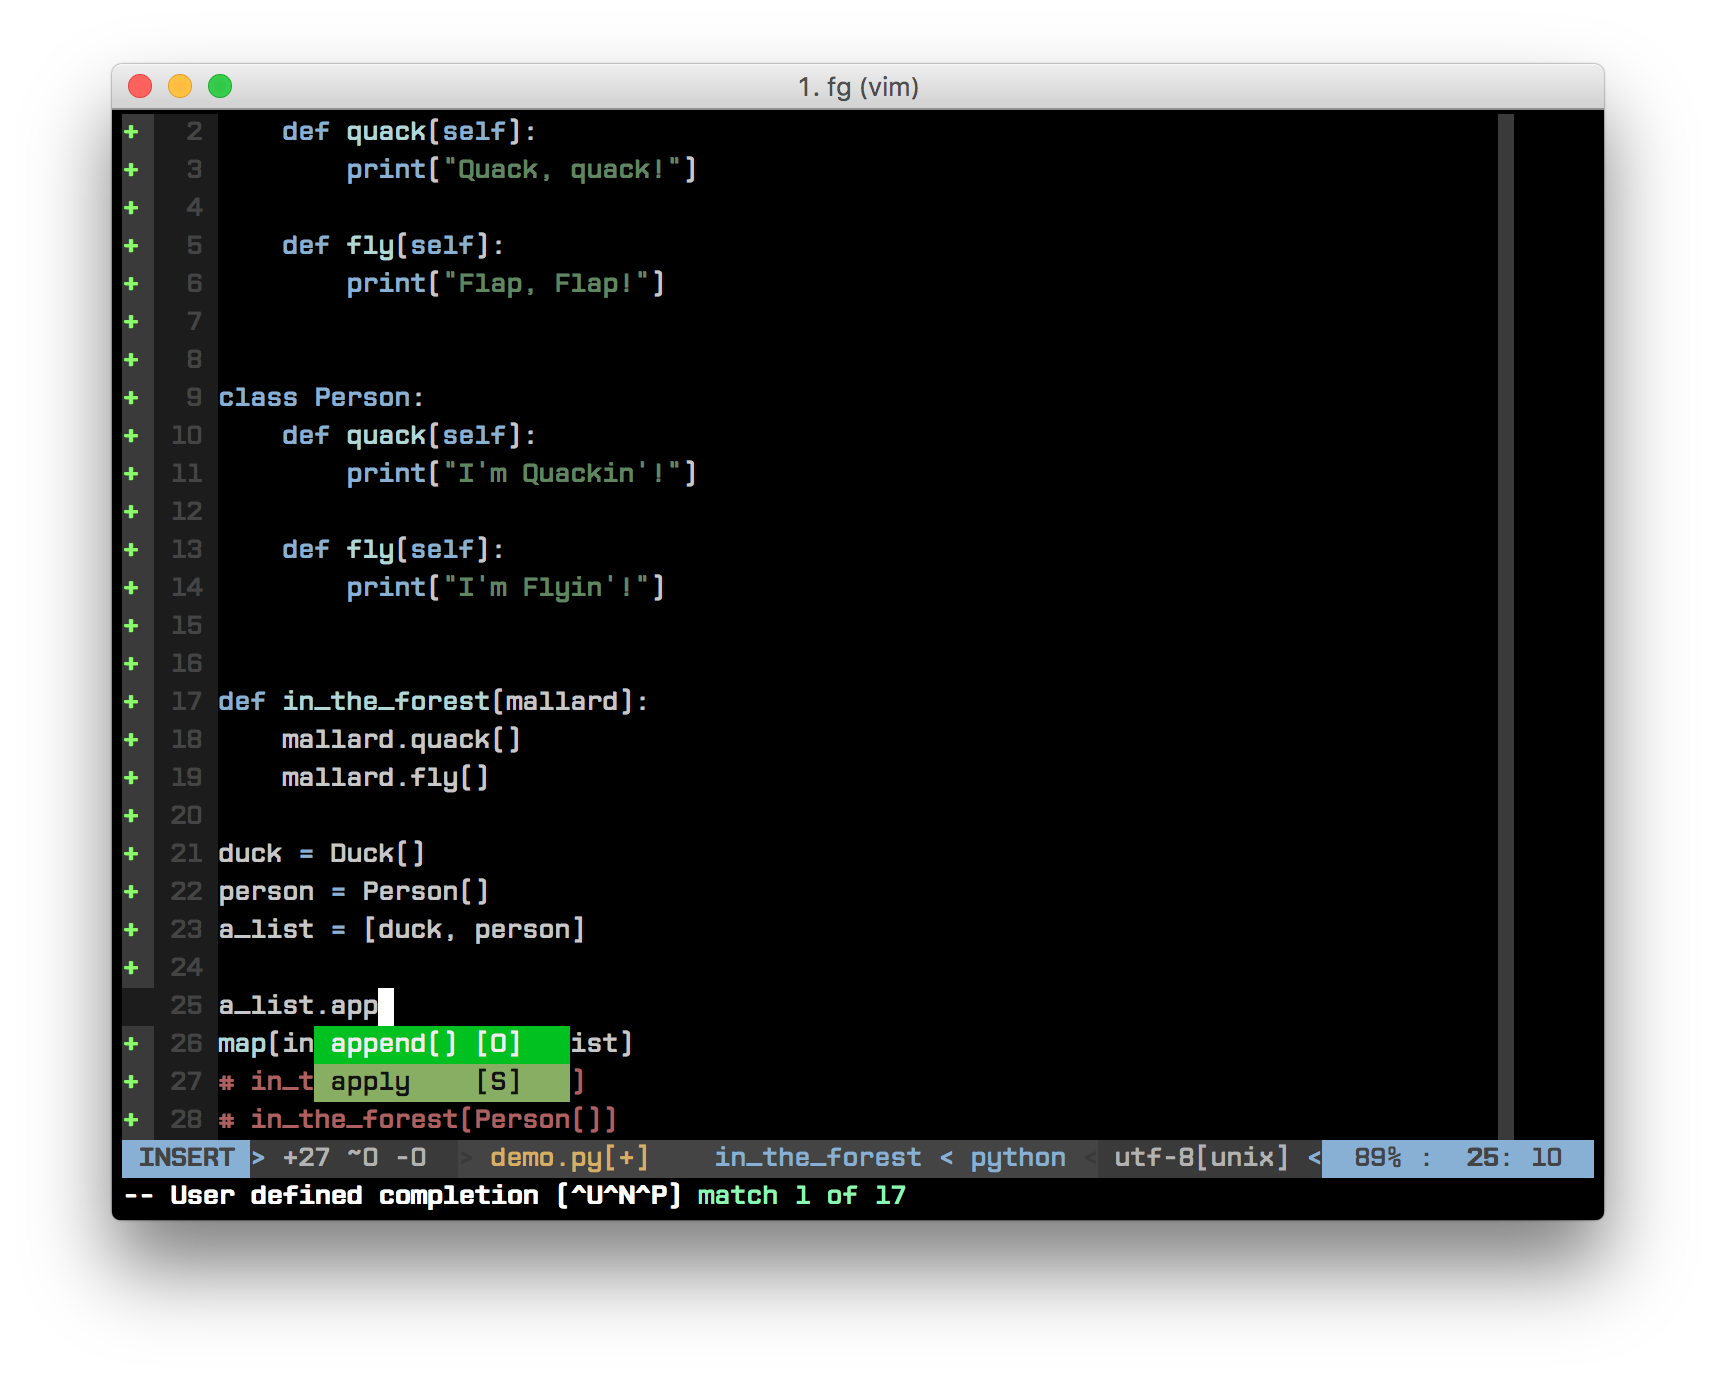 1. fg (vim)
+ 2 def quack(self):
+ 3 print("Quack, quack!")
+ 4
+ 5 def fly(self):
+ 6 print("Flap, Flap!")
+ 7
+ 8
+ 9 class Person:
+ 10 def quack(self):
+ 11 print("I'm Quackin'!")
+ 12
+ 13 def fly(self):
+ 14 print("I'm Flyin'!")
+ 15
+ 16
+ 17 def in_the_forest(mallard):
+ 18 mallard.quack()
+ 19 mallard.fly()
+ 20
+ 21 duck = Duck()
+ 22 person = Person()
+ 23 a_list = [duck, person]
+ 24
25 a_list.app
+ 26 map(in append() [O] ist)
+ 27 # in_t apply [S] )
+ 28 # in_the_forest(Person())
INSERT > +27 ~0 -0 > demo.py[+] in_the_forest < python < utf-8[unix] < 89% : 25: 10
-- User defined completion (^U^N^P) match 1 of 17